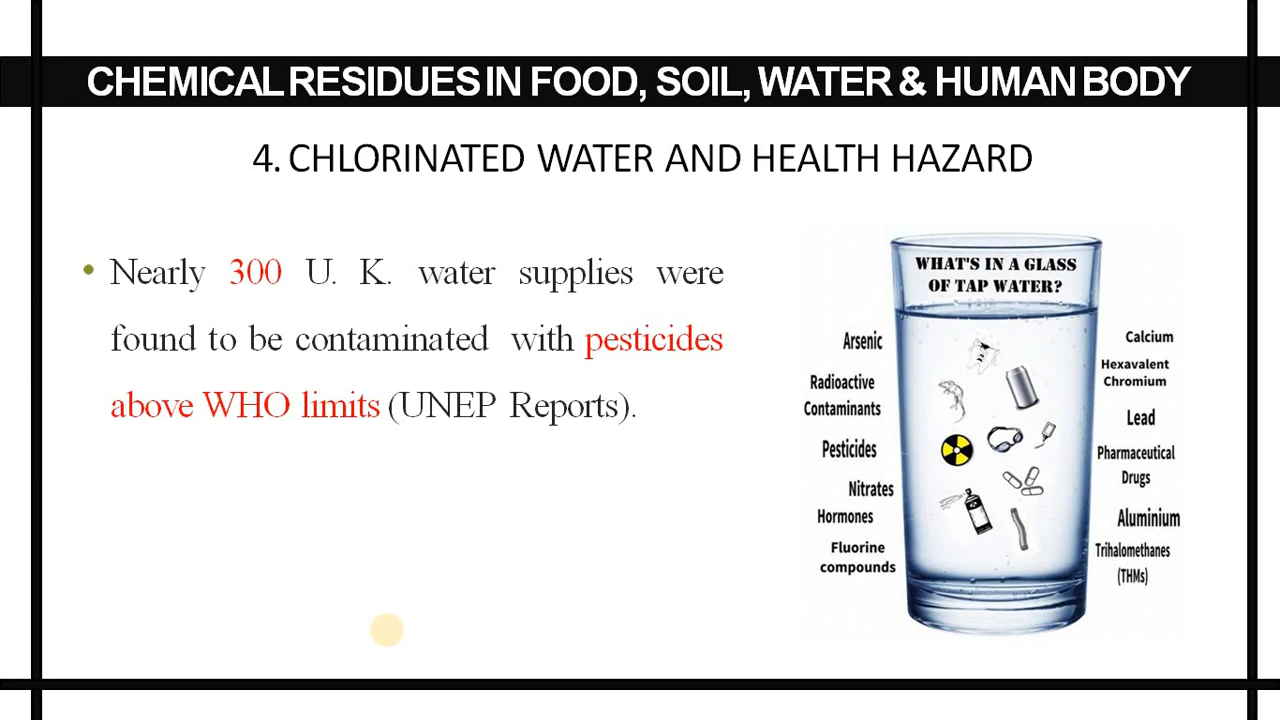 CHEMICAL RESIDUES IN FOOD, SOIL, WATER & HUMAN BODY
4. CHLORINATED WATER AND HEALTH HAZARD
• Nearly 300 U. K. water supplies were
found to be contaminated with pesticides
above WHO limits (UNEP Reports).
WHAT'S IN A GLASS
OF TAP WATER?
Arsenic
Radioactive
Contaminants
Pesticides
Nitrates
Hormones
Fluorine
compounds
Calcium
Hexavalent
Chromium
Lead
Pharmaceutical
Drugs
Aluminium
Trihalomethanes
(THMs)